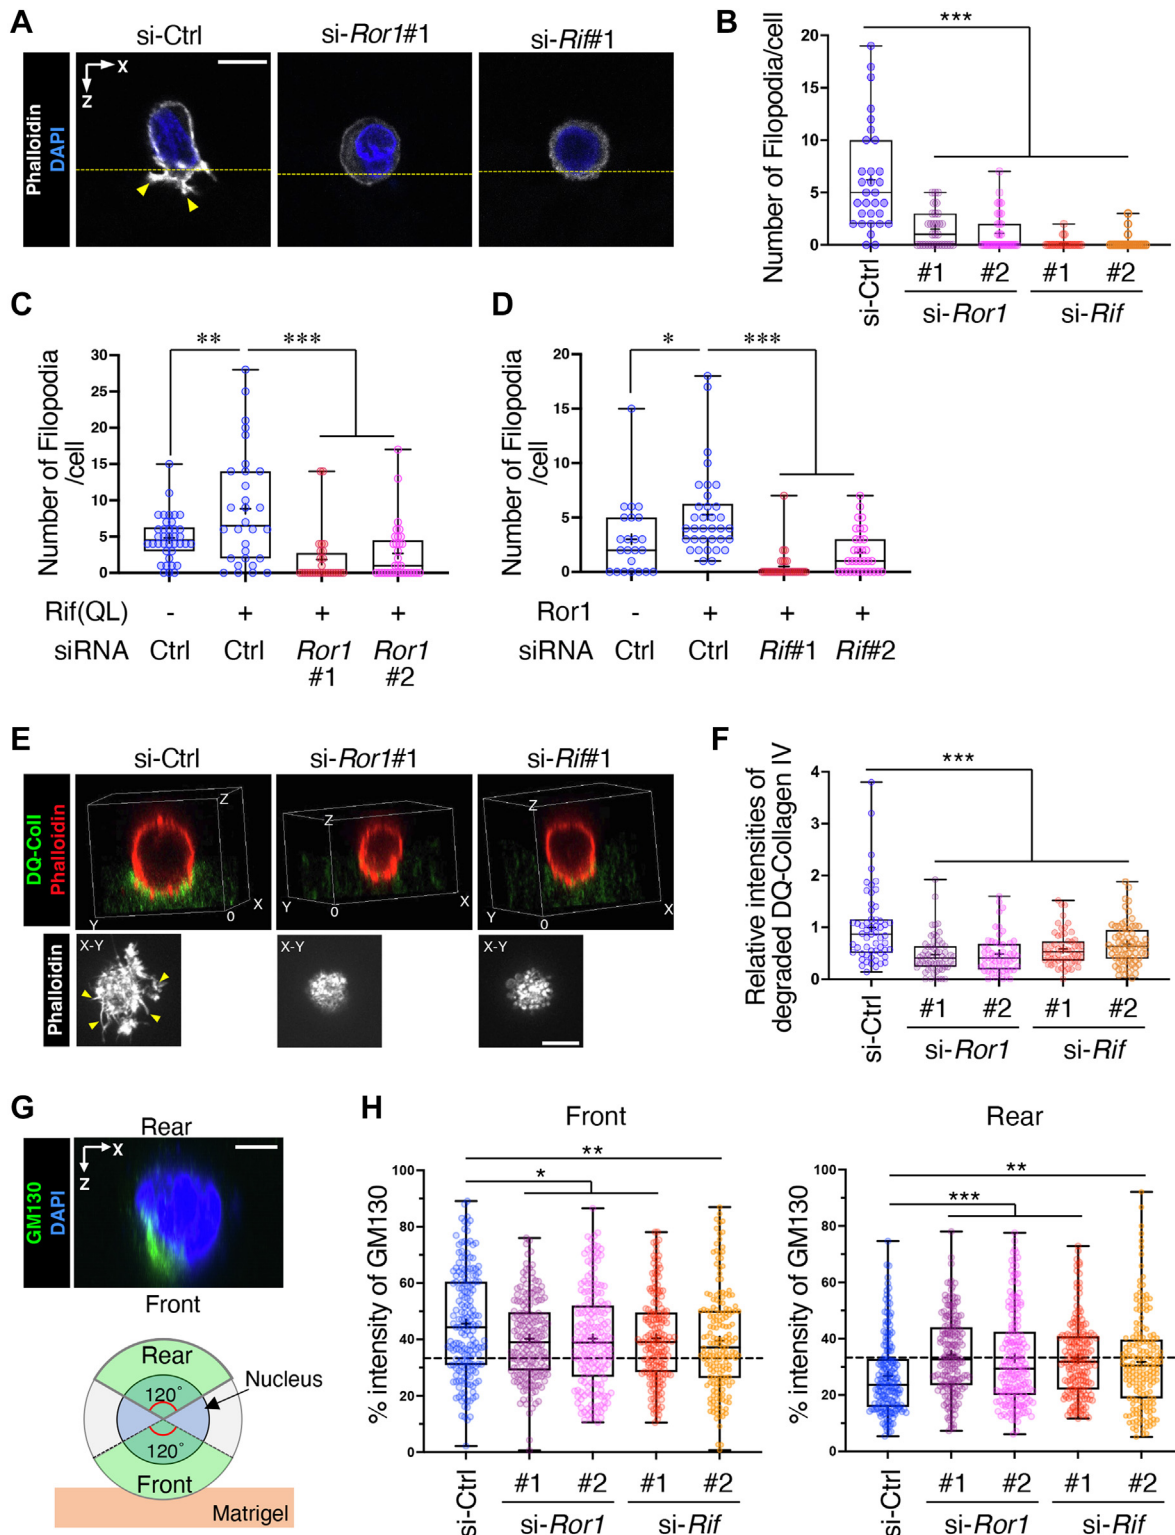 A
si-Ctrl
si-Ror1#1
si-Rif#1
Phalloidin
DAPI
X
Z
B
***
Number of Filopodia/cell
20
15
10
5
0
si-Ctrl
#1 #2 #1 #2
si-Ror1 si-Rif
C
** ***
Number of Filopodia
/cell
30
25
20
15
10
5
0
Rif(QL) - + + +
siRNA Ctrl Ctrl Ror1 Ror1
#1 #2
D
* ***
Number of Filopodia
/cell
20
15
10
5
0
Ror1 - + + +
siRNA Ctrl Ctrl Rif#1 Rif#2
E
si-Ctrl
si-Ror1#1
si-Rif#1
DQ-Coll
Phalloidin
Z
Y 0 X
Z
Y 0 X
Z
Y 0 X
Phalloidin
X-Y
X-Y
X-Y
F
***
Relative intensities of
degraded DQ-Collagen IV
4
3
2
1
0
si-Ctrl
#1 #2 #1 #2
si-Ror1 si-Rif
G
Rear
GM130
DAPI
X
Z
Front
Rear
120°
Nucleus
120°
Front
Matrigel
H
Front
**
*
% intensity of GM130
100
80
60
40
20
0
si-Ctrl
#1 #2 #1 #2
si-Ror1 si-Rif
Rear
**
***
% intensity of GM130
100
80
60
40
20
0
si-Ctrl
#1 #2 #1 #2
si-Ror1 si-Rif